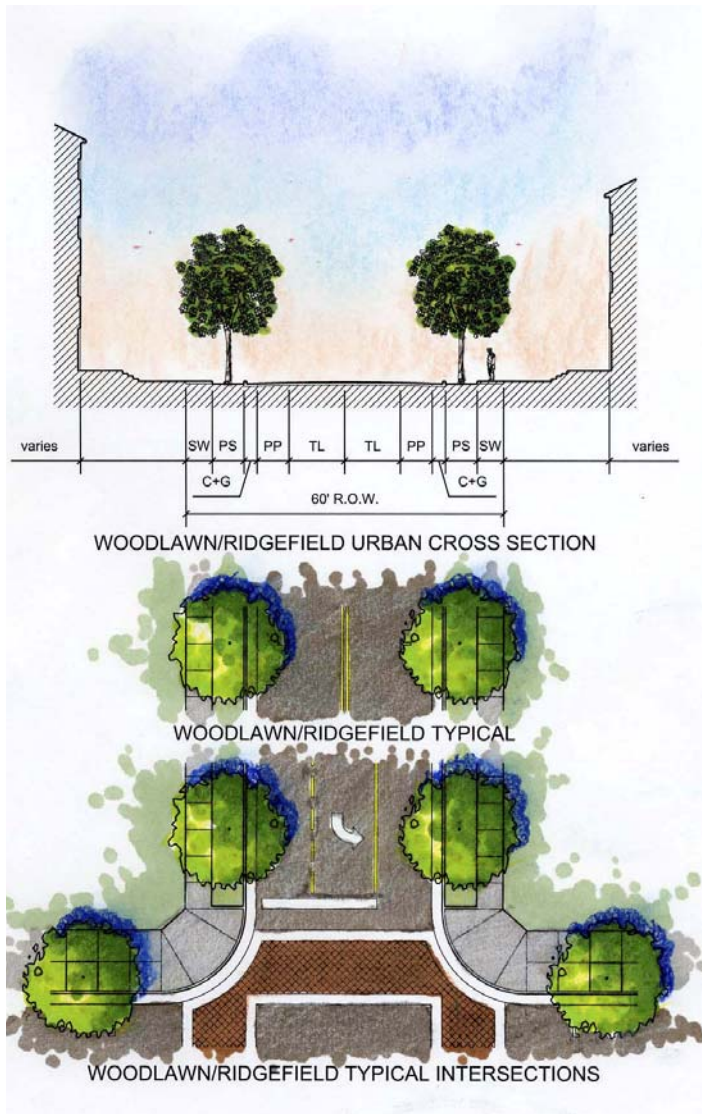 varies SW PS PP TL TL PP PS SW varies
C+G C+G
60' R.O.W.
WOODLAWN/RIDGEFIELD URBAN CROSS SECTION
WOODLAWN/RIDGEFIELD TYPICAL
WOODLAWN/RIDGEFIELD TYPICAL INTERSECTIONS